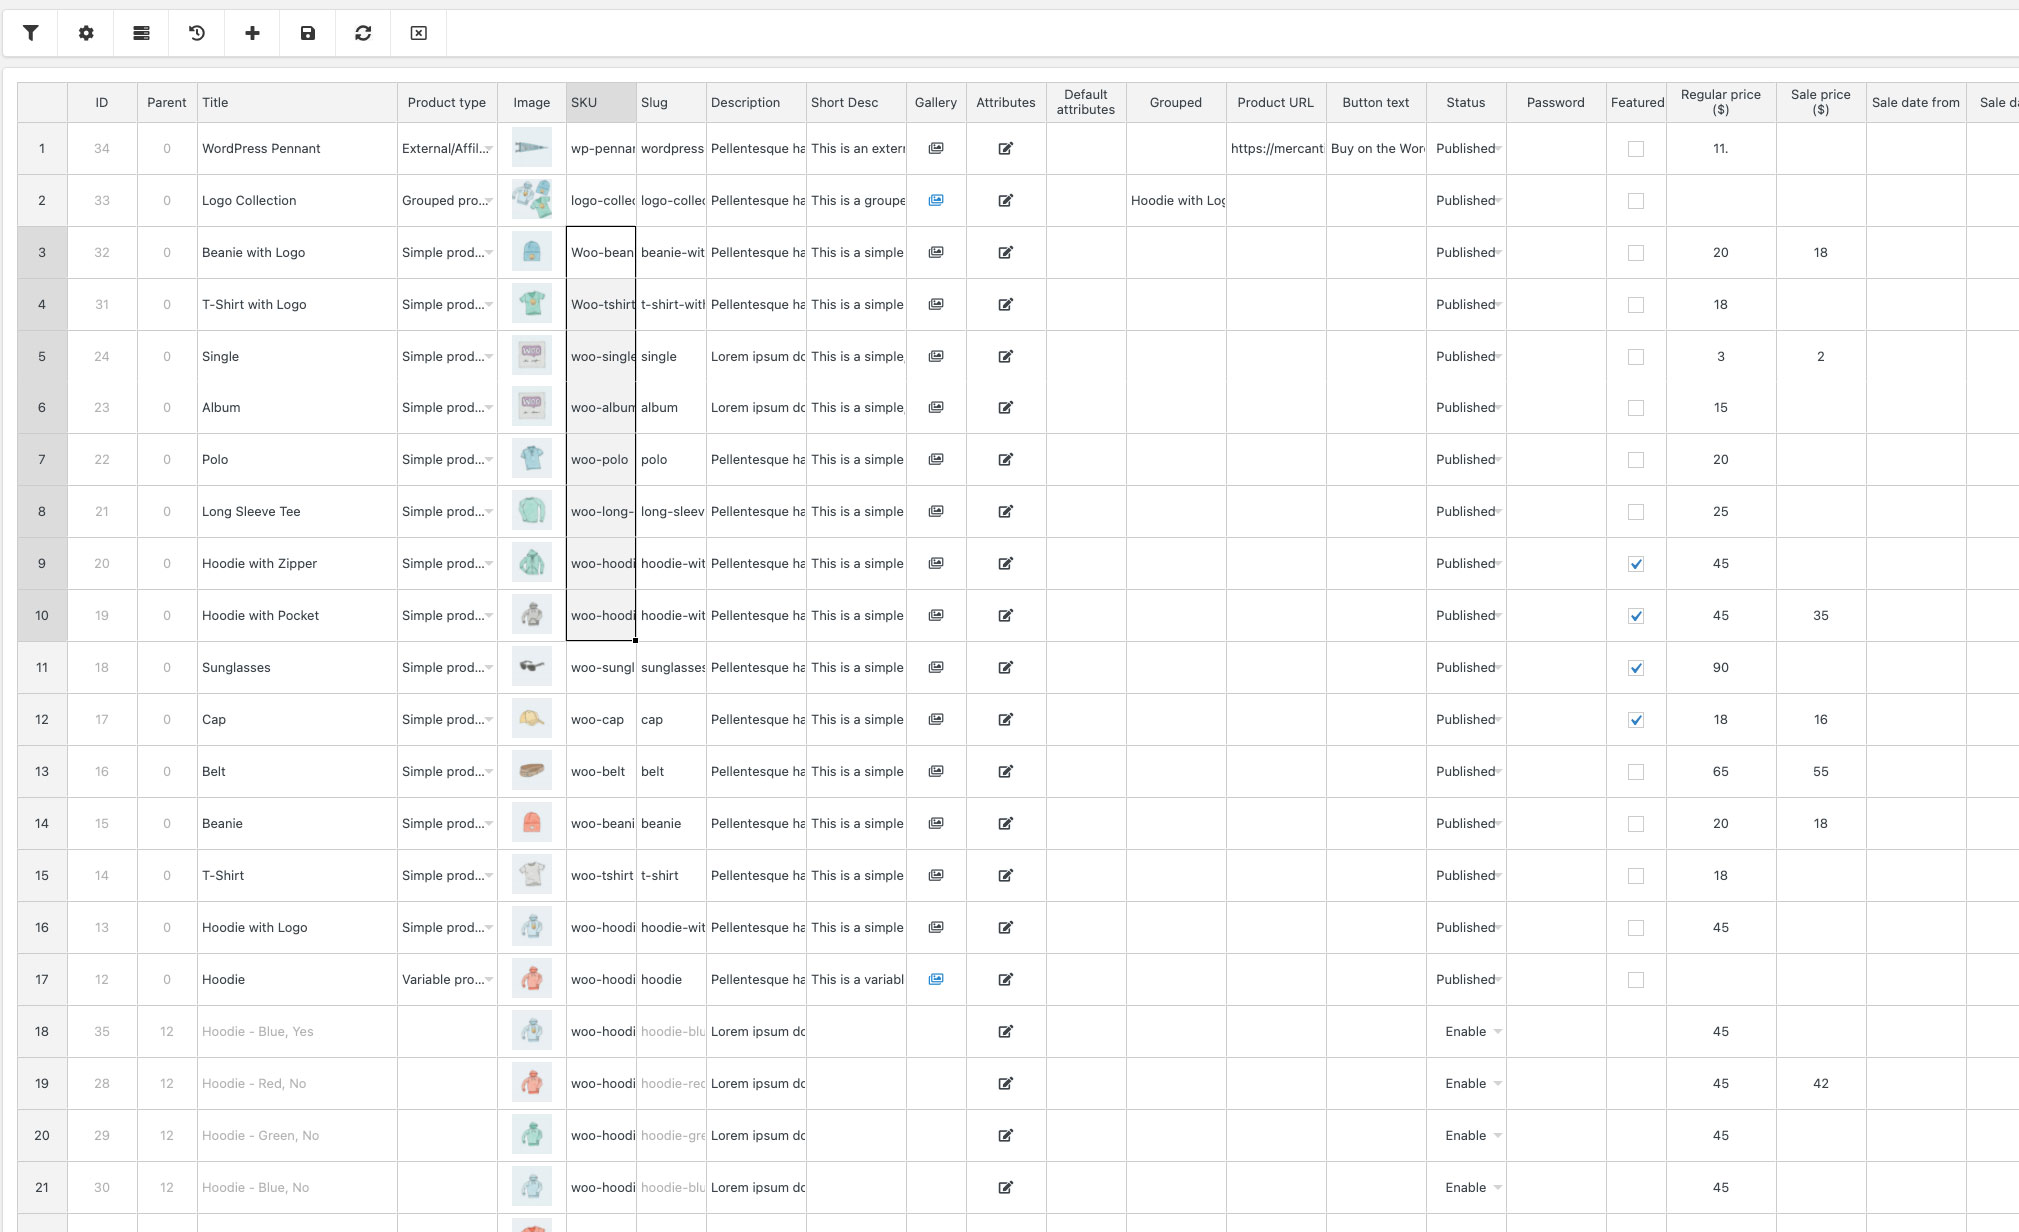 ID Parent Title Product type Image SKU Slug Description Short Desc Gallery Attributes Default attributes Grouped Product URL Button text Status Password Featured Regular price ($) Sale price ($) Sale date from Sale da
1 34 0 WordPress Pennant External/Affil... wp-pennar wordpress Pellentesque ha This is an exterr https://mercant Buy on the Wor Published 11.
2 33 0 Logo Collection Grouped pro... logo-collec logo-collec Pellentesque ha This is a groupe Hoodie with Log Published
3 32 0 Beanie with Logo Simple prod... Woo-bean beanie-wit Pellentesque ha This is a simple Published 20 18
4 31 0 T-Shirt with Logo Simple prod... Woo-tshirt t-shirt-with Pellentesque ha This is a simple Published 18
5 24 0 Single Simple prod... woo-single single Lorem ipsum dc This is a simple, Published 3 2
6 23 0 Album Simple prod... woo-album album Lorem ipsum dc This is a simple, Published 15
7 22 0 Polo Simple prod... woo-polo polo Pellentesque ha This is a simple Published 20
8 21 0 Long Sleeve Tee Simple prod... woo-long- long-sleev Pellentesque ha This is a simple Published 25
9 20 0 Hoodie with Zipper Simple prod... woo-hoodi hoodie-wit Pellentesque ha This is a simple Published 45
10 19 0 Hoodie with Pocket Simple prod... woo-hoodi hoodie-wit Pellentesque ha This is a simple Published 45 35
11 18 0 Sunglasses Simple prod... woo-sungl sunglasses Pellentesque ha This is a simple Published 90
12 17 0 Cap Simple prod... woo-cap cap Pellentesque ha This is a simple Published 18 16
13 16 0 Belt Simple prod... woo-belt belt Pellentesque ha This is a simple Published 65 55
14 15 0 Beanie Simple prod... woo-beani beanie Pellentesque ha This is a simple Published 20 18
15 14 0 T-Shirt Simple prod... woo-tshirt t-shirt Pellentesque ha This is a simple Published 18
16 13 0 Hoodie with Logo Simple prod... woo-hoodi hoodie-wit Pellentesque ha This is a simple Published 45
17 12 0 Hoodie Variable pro... woo-hoodi hoodie Pellentesque ha This is a variabl Published
18 35 12 Hoodie - Blue, Yes woo-hoodi hoodie-blu Lorem ipsum dc Enable 45
19 28 12 Hoodie - Red, No woo-hoodi hoodie-rec Lorem ipsum dc Enable 45 42
20 29 12 Hoodie - Green, No woo-hoodi hoodie-gre Lorem ipsum dc Enable 45
21 30 12 Hoodie - Blue, No woo-hoodi hoodie-blu Lorem ipsum dc Enable 45